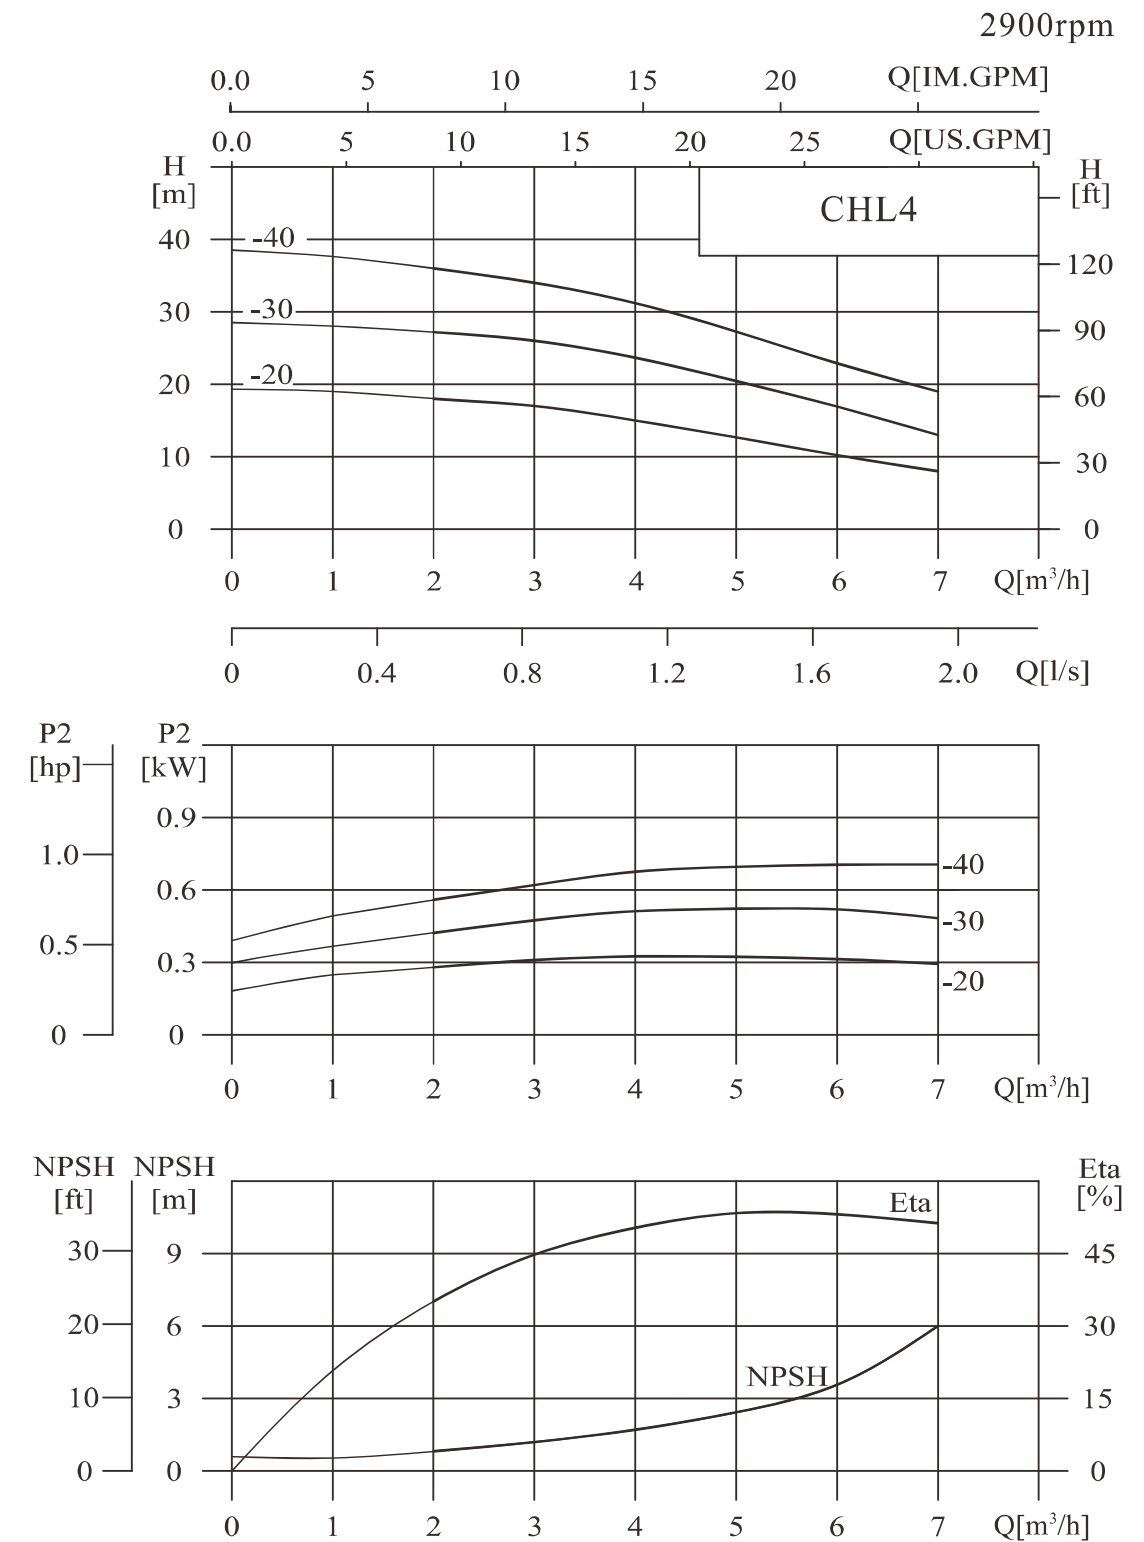 2900rpm
0.0 5 10 15 20 Q[IM.GPM]
0.0 5 10 15 20 25 Q[US.GPM]
H [m]
H [ft]
CHL4
40 -40
120
30 -30
90
20 -20
60
10
30
0
0
0 1 2 3 4 5 6 7 Q[m³/h]
0 0.4 0.8 1.2 1.6 2.0 Q[l/s]
P2 [hp]
P2 [kW]
0.9
1.0
-40
0.6
-30
0.5
0.3
-20
0 0
0 1 2 3 4 5 6 7 Q[m³/h]
NPSH [ft]
NPSH [m]
Eta [%]
Eta
30 9 45
20 6 30
NPSH
10 3 15
0 0 0
0 1 2 3 4 5 6 7 Q[m³/h]